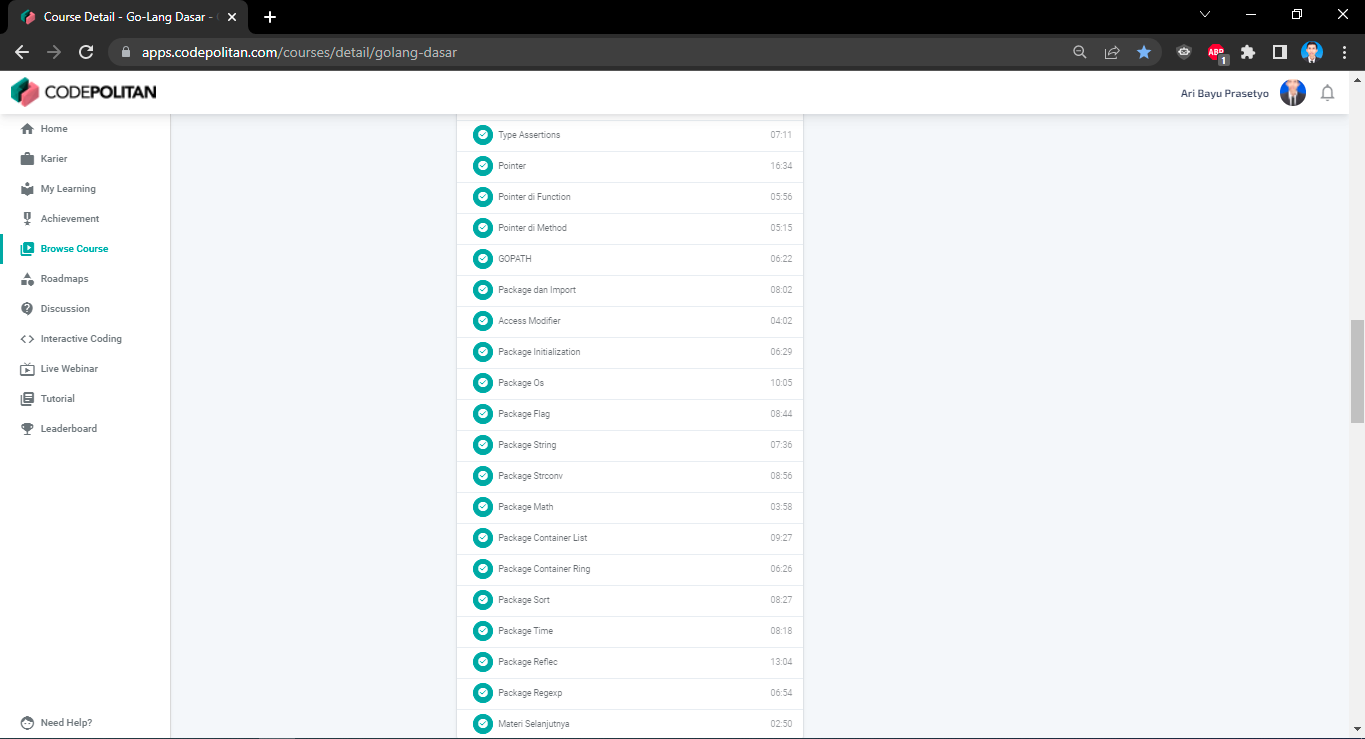 Course Detail - Go-Lang Dasar -
apps.codepolitan.com/courses/detail/golang-dasar
ABP
1
CODEPOLITAN
Ari Bayu Prasetyo
Home
Karier
My Learning
Achievement
Browse Course
Roadmaps
Discussion
Interactive Coding
Live Webinar
Tutorial
Leaderboard
Need Help?
Type Assertions 07:11
Pointer 16:34
Pointer di Function 05:56
Pointer di Method 05:15
GOPATH 06:22
Package dan Import 08:02
Access Modifier 04:02
Package Initialization 06:29
Package Os 10:05
Package Flag 08:44
Package String 07:36
Package Strconv 08:56
Package Math 03:58
Package Container List 09:27
Package Container Ring 06:26
Package Sort 08:27
Package Time 08:18
Package Reflec 13:04
Package Regexp 06:54
Materi Selanjutnya 02:50